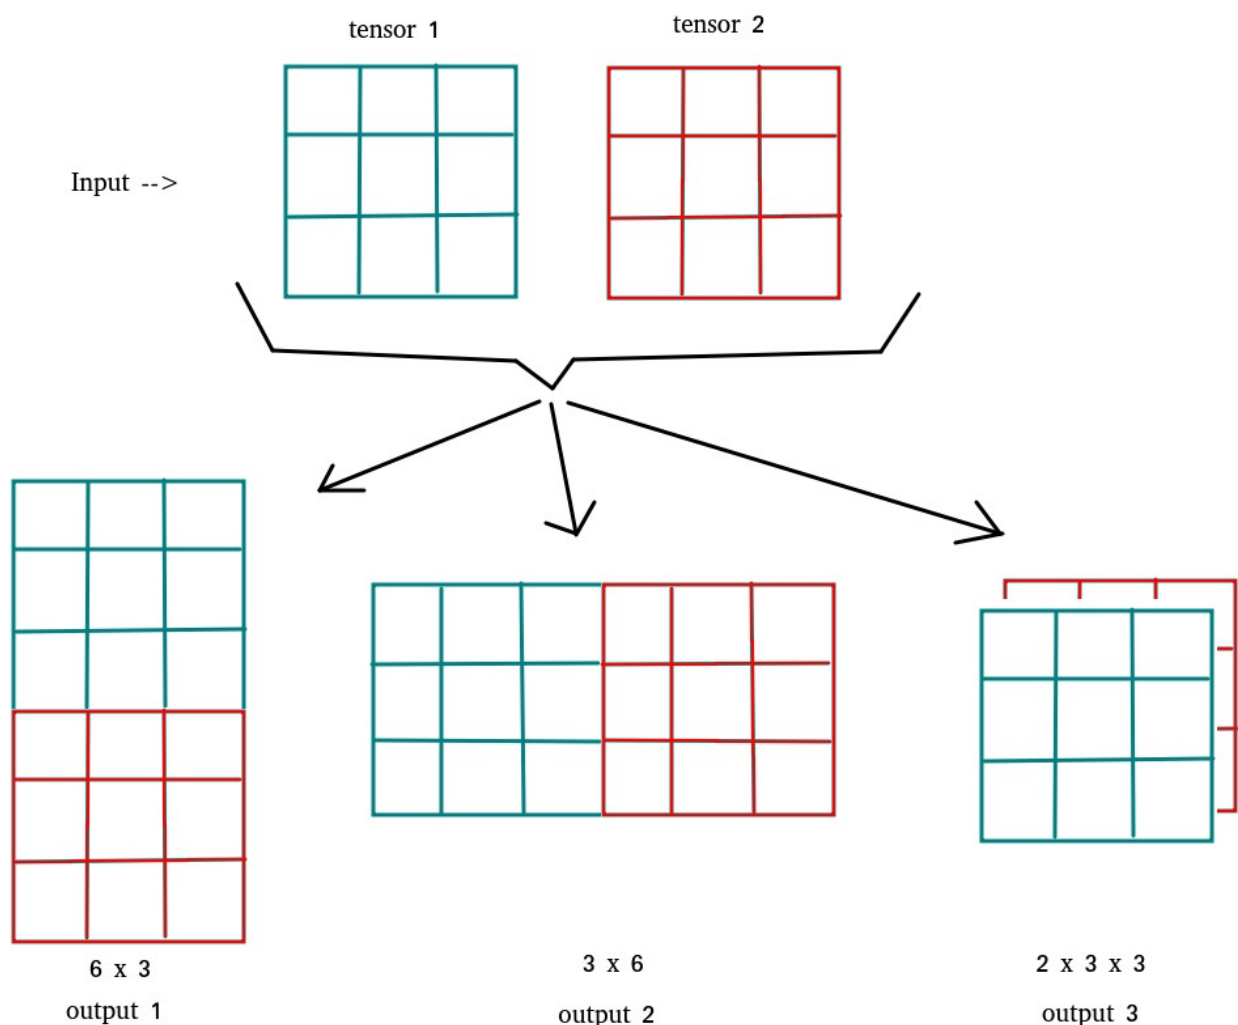 tensor 1
tensor 2
Input -->
6 x 3
output 1
3 x 6
output 2
2 x 3 x 3
output 3